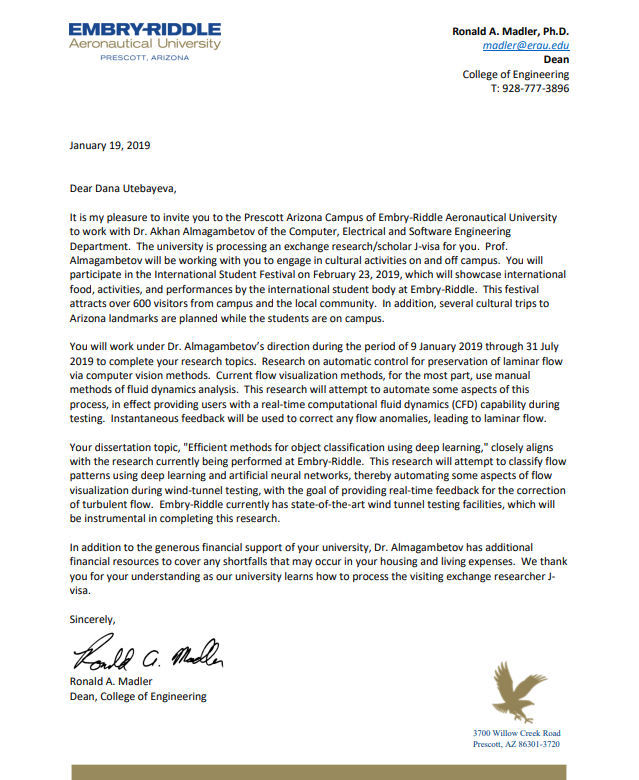 EMBRY-RIDDLE
Aeronautical University
PRESCOTT, ARIZONA
Ronald A. Madler, Ph.D.
madler@erau.edu
Dean
College of Engineering
T: 928-777-3896
January 19, 2019
Dear Dana Utebayeva,
It is my pleasure to invite you to the Prescott Arizona Campus of Embry-Riddle Aeronautical University
to work with Dr. Akhan Almagambetov of the Computer, Electrical and Software Engineering
Department.  The university is processing an exchange research/scholar J-visa for you.  Prof.
Almagambetov will be working with you to engage in cultural activities on and off campus.  You will
participate in the International Student Festival on February 23, 2019, which will showcase international
food, activities, and performances by the international student body at Embry-Riddle.  This festival
attracts over 600 visitors from campus and the local community.  In addition, several cultural trips to
Arizona landmarks are planned while the students are on campus.
You will work under Dr. Almagambetov's direction during the period of 9 January 2019 through 31 July
2019 to complete your research topics.  Research on automatic control for preservation of laminar flow
via computer vision methods.  Current flow visualization methods, for the most part, use manual
methods of fluid dynamics analysis.  This research will attempt to automate some aspects of this
process, in effect providing users with a real-time computational fluid dynamics (CFD) capability during
testing.  Instantaneous feedback will be used to correct any flow anomalies, leading to laminar flow.
Your dissertation topic, "Efficient methods for object classification using deep learning," closely aligns
with the research currently being performed at Embry-Riddle.  This research will attempt to classify flow
patterns using deep learning and artificial neural networks, thereby automating some aspects of flow
visualization during wind-tunnel testing, with the goal of providing real-time feedback for the correction
of turbulent flow.  Embry-Riddle currently has state-of-the-art wind tunnel testing facilities, which will
be instrumental in completing this research.
In addition to the generous financial support of your university, Dr. Almagambetov has additional
financial resources to cover any shortfalls that may occur in your housing and living expenses.  We thank
you for your understanding as our university learns how to process the visiting exchange researcher J-
visa.
Sincerely,
Ronald A. Madler
Ronald A. Madler
Dean, College of Engineering
3700 Willow Creek Road
Prescott, AZ 86301-3720